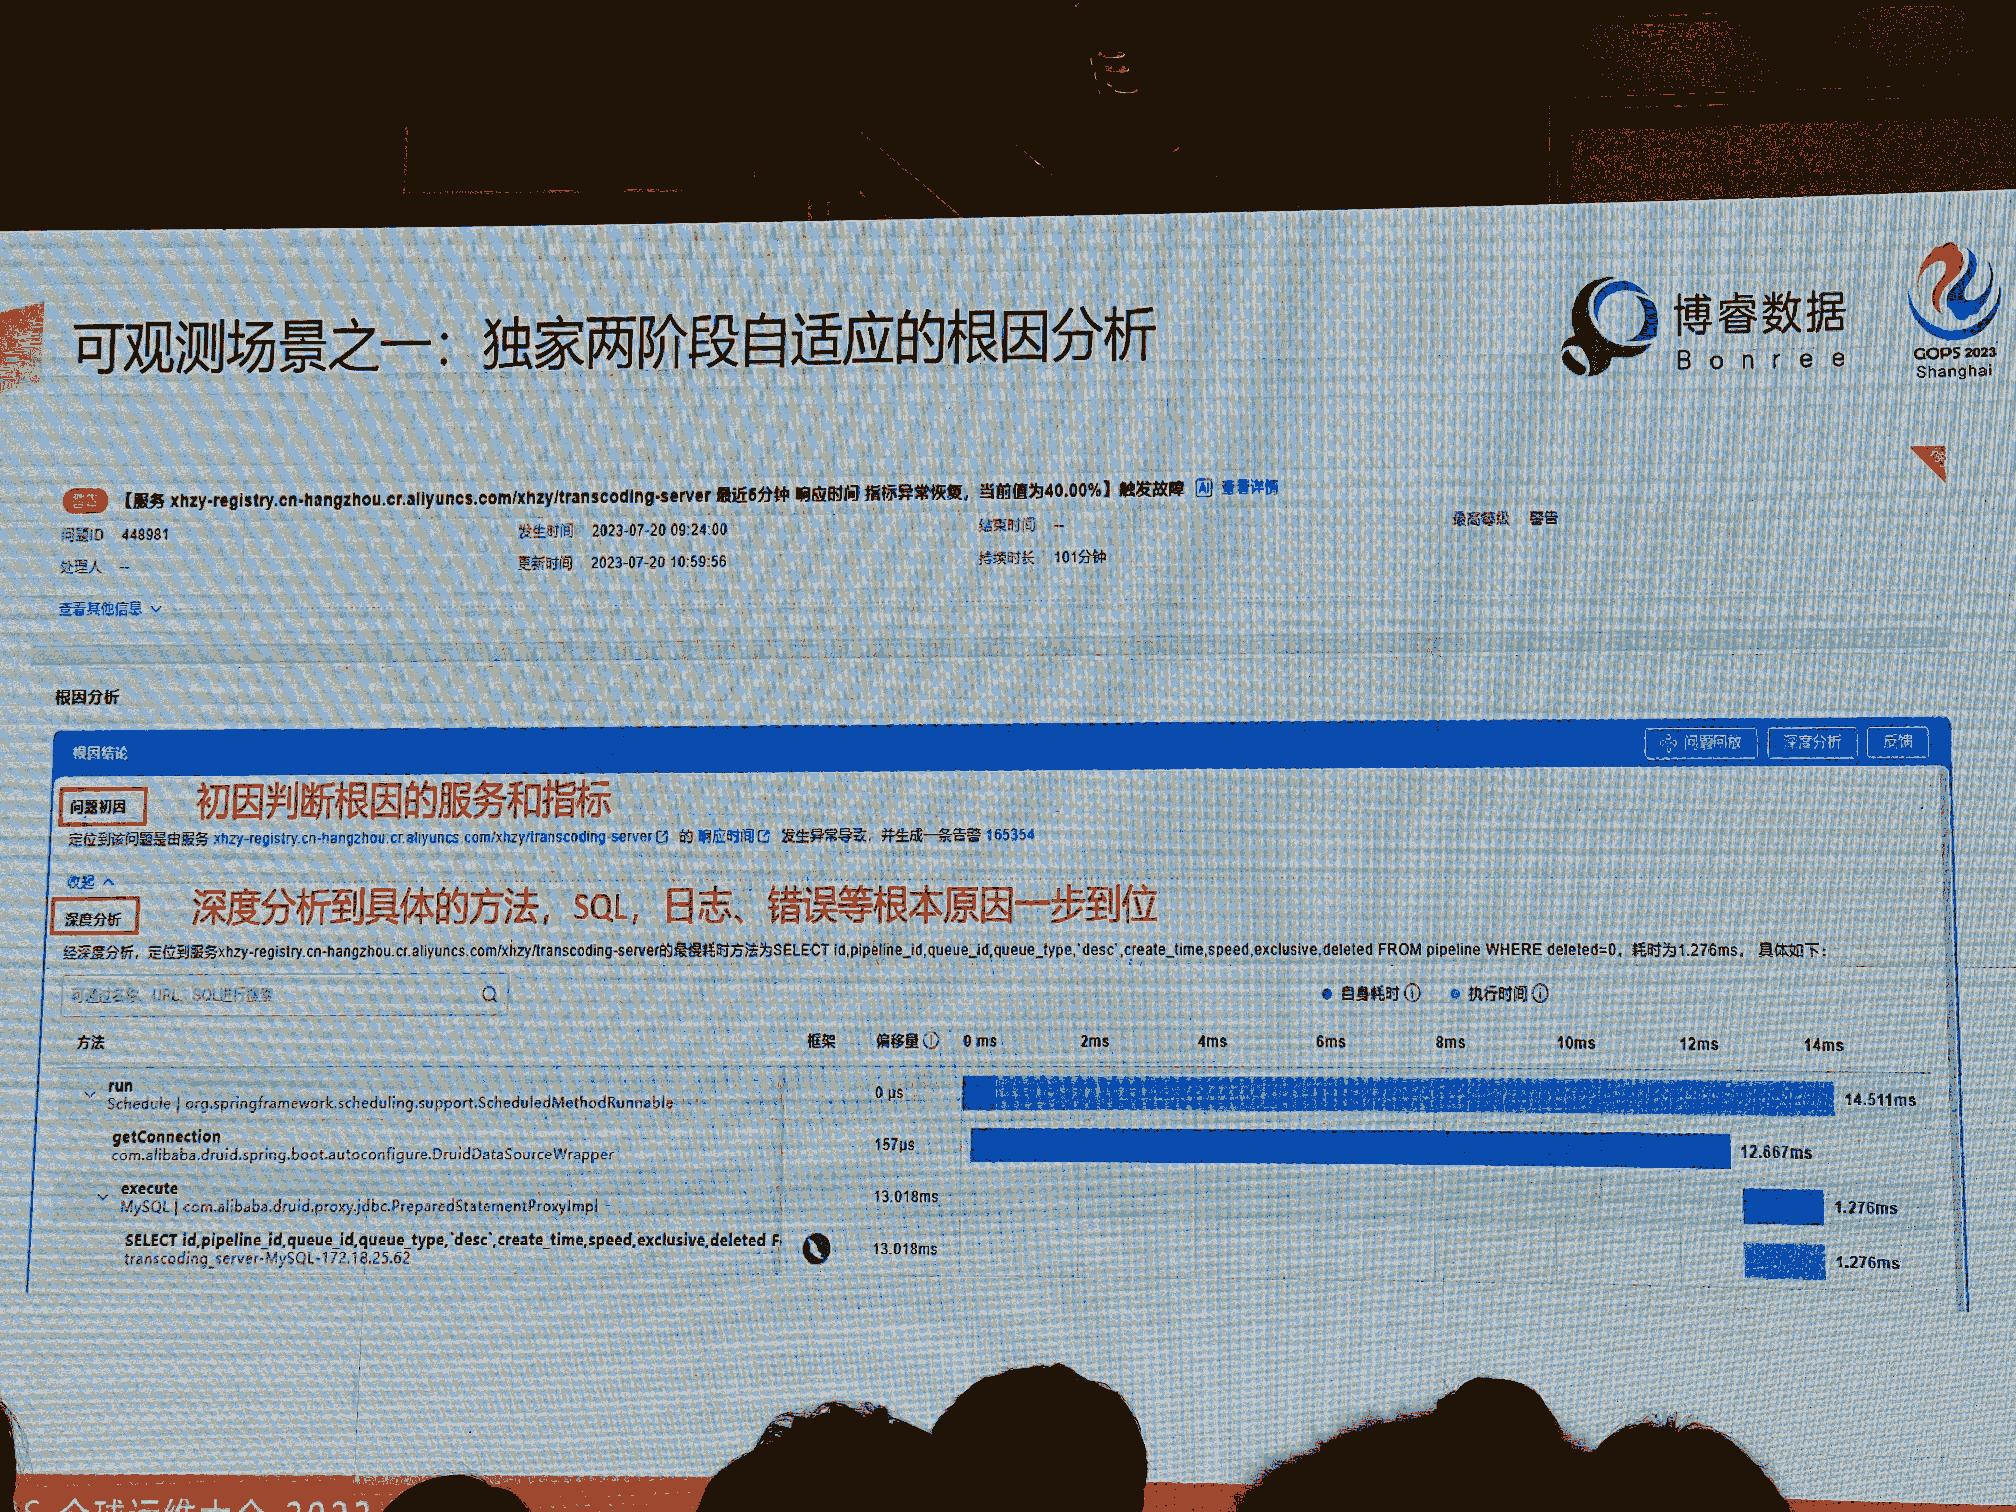 可观测场景之一：独家两阶段自适应的根因分析
博睿数据
Bonree
GOPS 2023
Shanghai
警告 【服务 xhzy-registry.cn-hangzhou.cr.aliyuncs.com/xhzy/transcoding-server 最近6分钟 响应时间 指标异常恢复，当前值为40.00%】触发故障 AI 查看详情
问题ID 448981 发生时间 2023-07-20 09:24:00 结束时间 -- 最高等级 警告
处理人 -- 更新时间 2023-07-20 10:59:56 持续时长 101分钟
查看其他信息
根因分析
根因结论 问题回放 深度分析 反馈
问题初因 初因判断根因的服务和指标
定位到该问题是由服务 xhzy-registry.cn-hangzhou.cr.aliyuncs.com/xhzy/transcoding-server 的 响应时间 发生异常导致，并生成一条告警 165354
收起
深度分析 深度分析到具体的方法，SQL，日志、错误等根本原因一步到位
经深度分析，定位到服务xhzy-registry.cn-hangzhou.cr.aliyuncs.com/xhzy/transcoding-server的最慢耗时方法为SELECT id,pipeline_id,queue_id,queue_type,`desc`,create_time,speed,exclusive,deleted FROM pipeline WHERE deleted=0，耗时为1.276ms，具体如下：
可通过名称、URL、SQL进行搜索 自身耗时 执行时间
方法 框架 偏移量 0 ms 2ms 4ms 6ms 8ms 10ms 12ms 14ms
run
Schedule | org.springframework.scheduling.support.ScheduledMethodRunnable 0 μs 14.511ms
getConnection
com.alibaba.druid.spring.boot.autoconfigure.DruidDataSourceWrapper 157μs 12.667ms
execute
MySQL | com.alibaba.druid.proxy.jdbc.PreparedStatementProxyImpl 13.018ms 1.276ms
SELECT id,pipeline_id,queue_id,queue_type,`desc`,create_time,speed,exclusive,deleted F
transcoding_server-MySQL-172.18.25.62 13.018ms 1.276ms
S 全球运维大会 2023